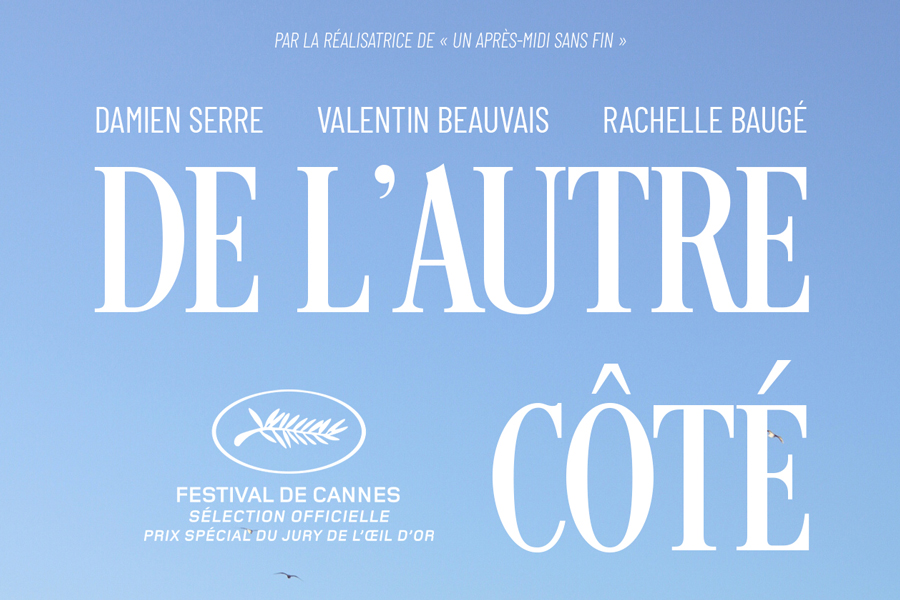 PAR LA RÉALISATRICE DE « UN APRÈS-MIDI SANS FIN »
DAMIEN SERRE VALENTIN BEAUVAIS RACHELLE BAUGÉ
DE L’AUTRE
CÔTÉ
FESTIVAL DE CANNES
SÉLECTION OFFICIELLE
PRIX SPÉCIAL DU JURY DE L’ŒIL D’OR